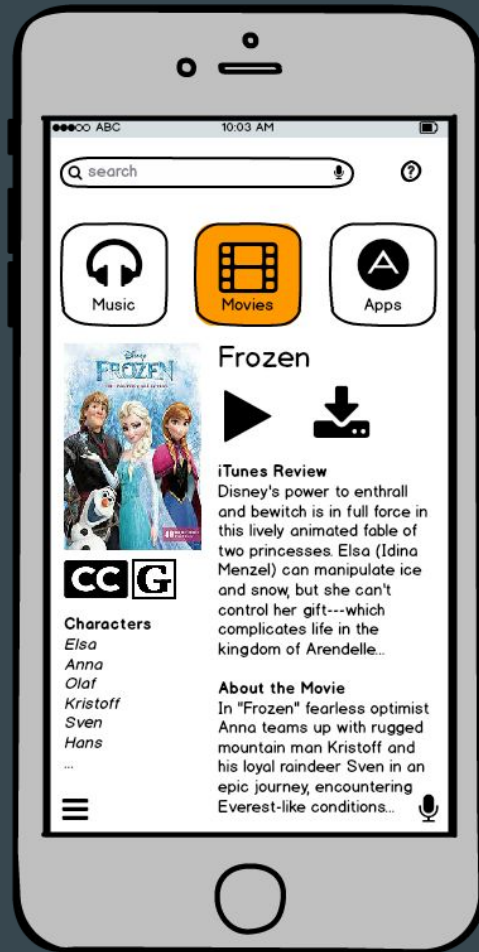 ABC 10:03 AM
search
?
Music Movies Apps
Disney
FROZEN
Frozen
iTunes Review
Disney's power to enthrall
and bewitch is in full force in
this lively animated fable of
two princesses. Elsa (Idina
Menzel) can manipulate ice
and snow, but she can't
control her gift---which
complicates life in the
kingdom of Arendelle...
CC G
Characters
Elsa
Anna
Olaf
Kristoff
Sven
Hans
...
About the Movie
In "Frozen" fearless optimist
Anna teams up with rugged
mountain man Kristoff and
his loyal raindeer Sven in an
epic journey, encountering
Everest-like conditions...